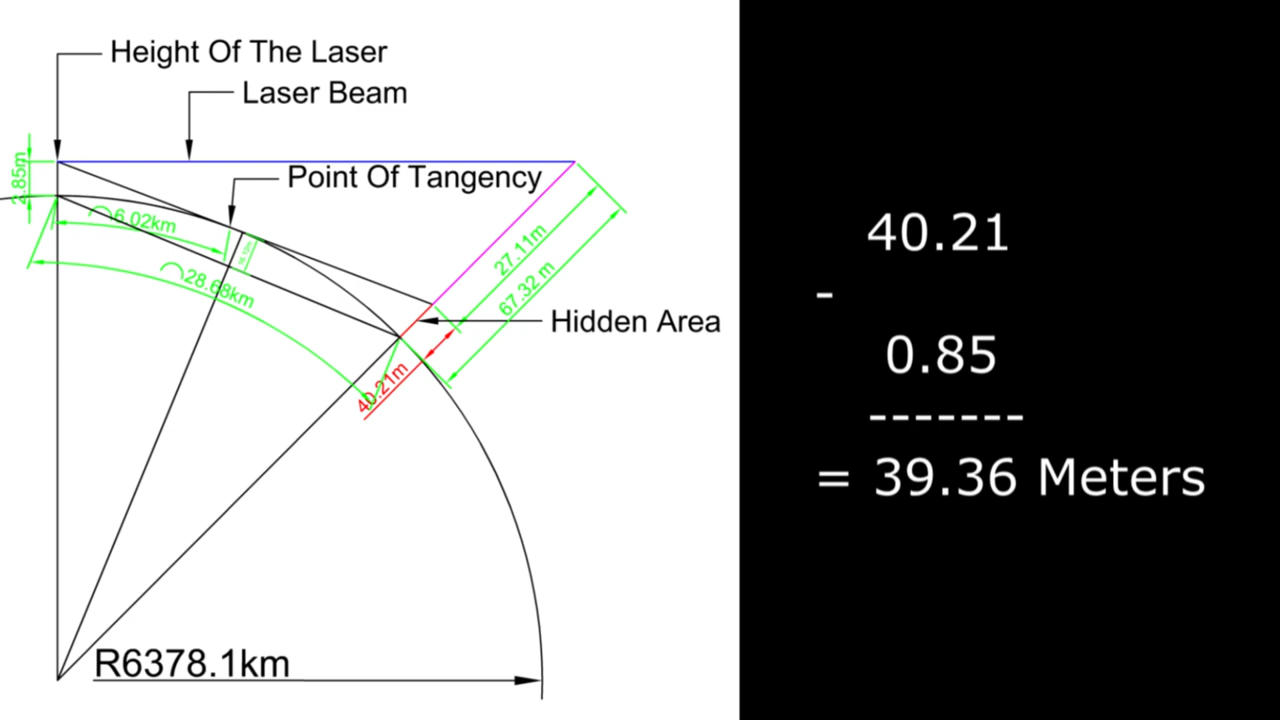 Height Of The Laser
Laser Beam
2.85m
Point Of Tangency
6.02km
28.68km
27.11m
67.32 m
Hidden Area
40.21m
R6378.1km
40.21
-
0.85
-------
= 39.36 Meters